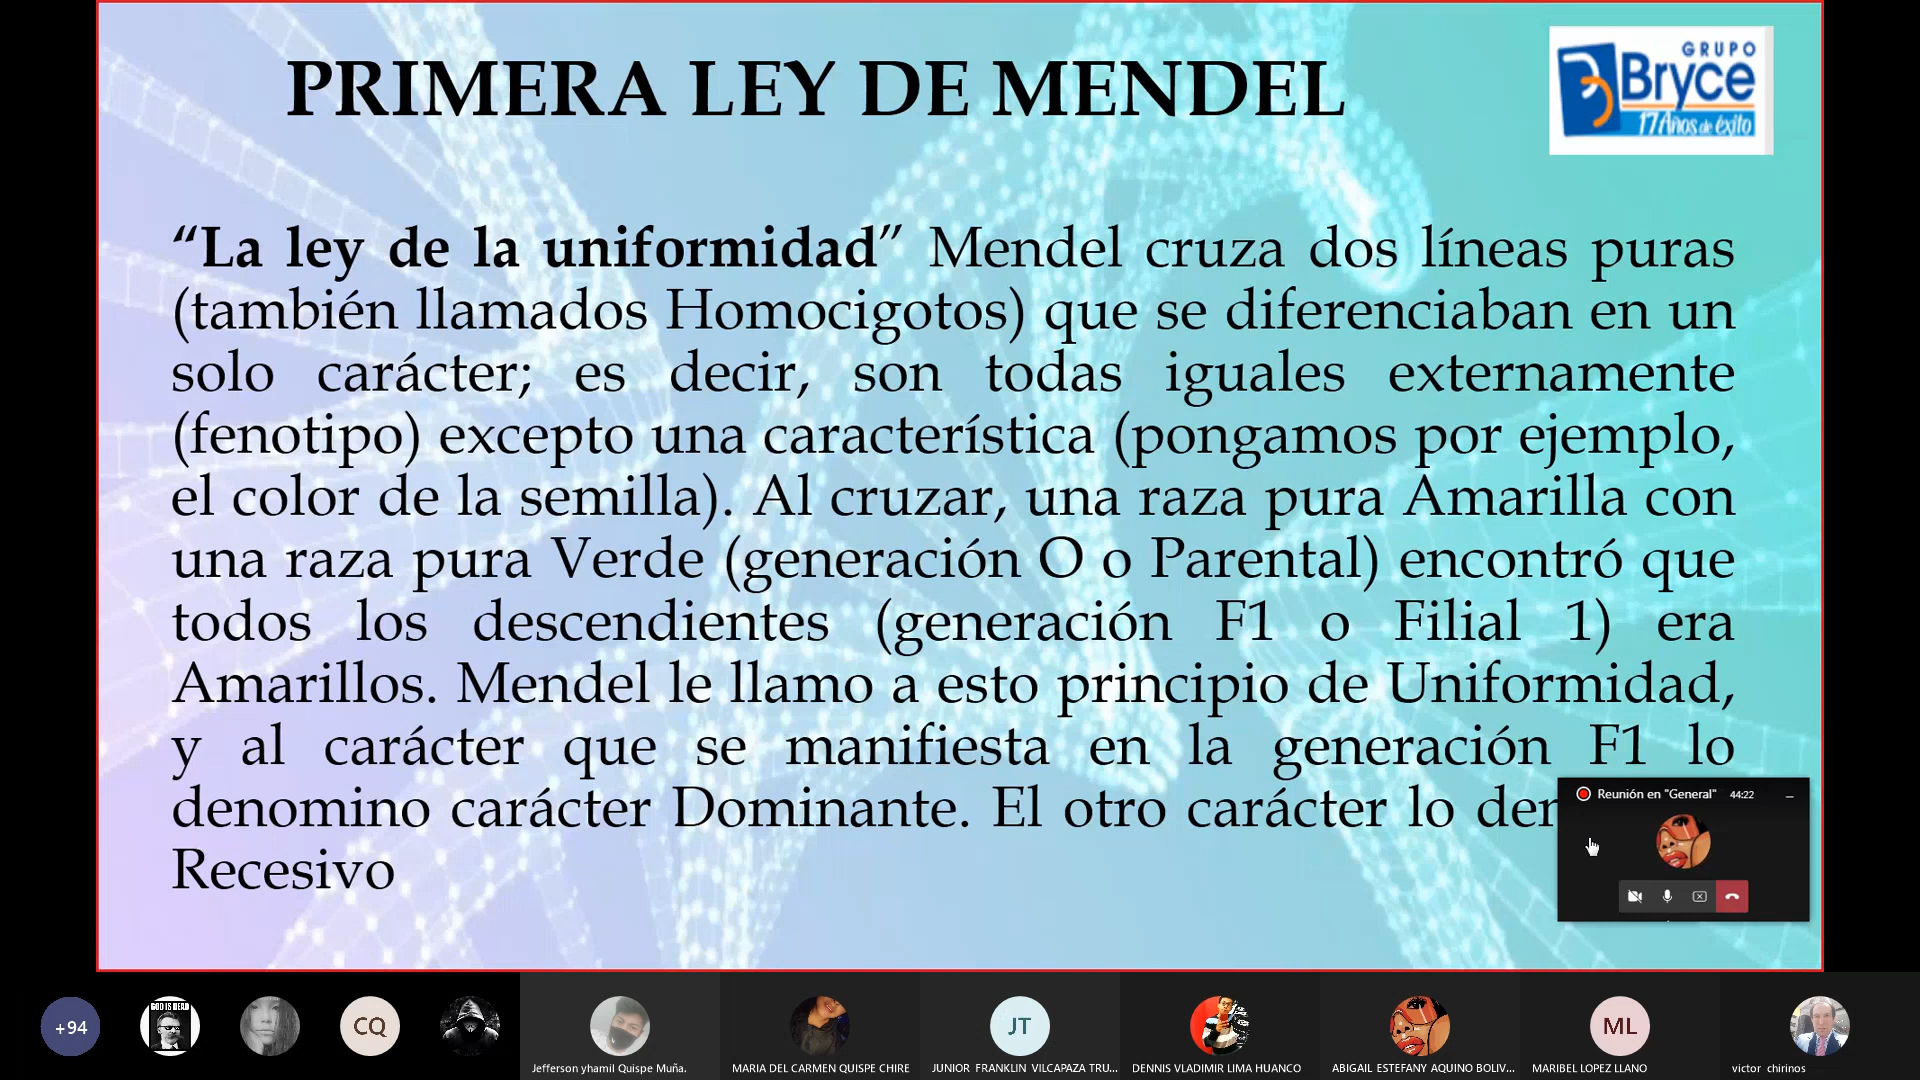 PRIMERA LEY DE MENDEL
GRUPO
Bryce
17 Años de éxito
“La ley de la uniformidad” Mendel cruza dos líneas puras
(también llamados Homocigotos) que se diferenciaban en un
solo carácter; es decir, son todas iguales externamente
(fenotipo) excepto una característica (pongamos por ejemplo,
el color de la semilla). Al cruzar, una raza pura Amarilla con
una raza pura Verde (generación O o Parental) encontró que
todos los descendientes (generación F1 o Filial 1) era
Amarillos. Mendel le llamo a esto principio de Uniformidad,
y al carácter que se manifiesta en la generación F1 lo
denomino carácter Dominante. El otro carácter lo
Recesivo
Reunión en "General" 44:22
+94
GOD IS DEAD
CQ
JT
ML
Jefferson yhamil Quispe Muña.
MARIA DEL CARMEN QUISPE CHIRE
JUNIOR FRANKLIN VILCAPAZA TRU...
DENNIS VLADIMIR LIMA HUANCO
ABIGAIL ESTEFANY AQUINO BOLIV...
MARIBEL LOPEZ LLANO
victor chirinos